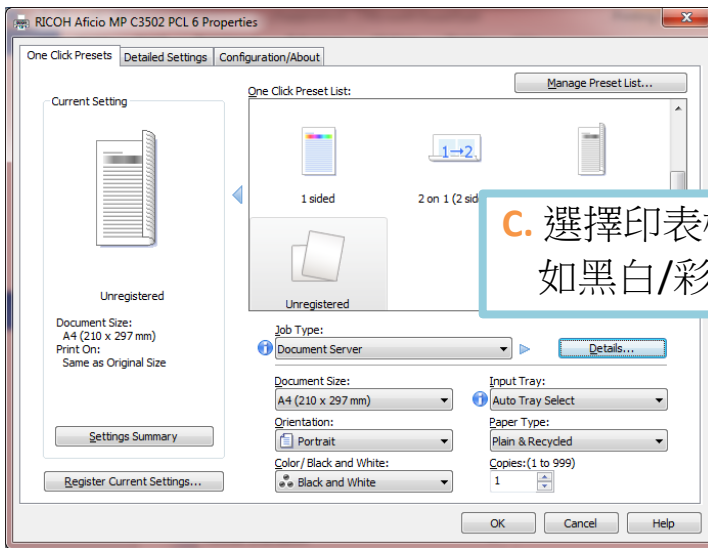 RICOH Aficio MP C3502 PCL 6 Properties
One Click Presets Detailed Settings Configuration/About
Manage Preset List...
Current Setting
One Click Preset List:
1 sided
2 on 1 (2 sid
1→2
Unregistered
Unregistered
C. 選擇印表
如黑白/彩
Document Size:
A4 (210 x 297 mm)
Print On:
Same as Original Size
Settings Summary
Register Current Settings...
Job Type:
Document Server
Details...
Document Size:
A4 (210 x 297 mm)
Input Tray:
Auto Tray Select
Orientation:
Portrait
Paper Type:
Plain & Recycled
Color/ Black and White:
Black and White
Copies:(1 to 999)
1
OK Cancel Help